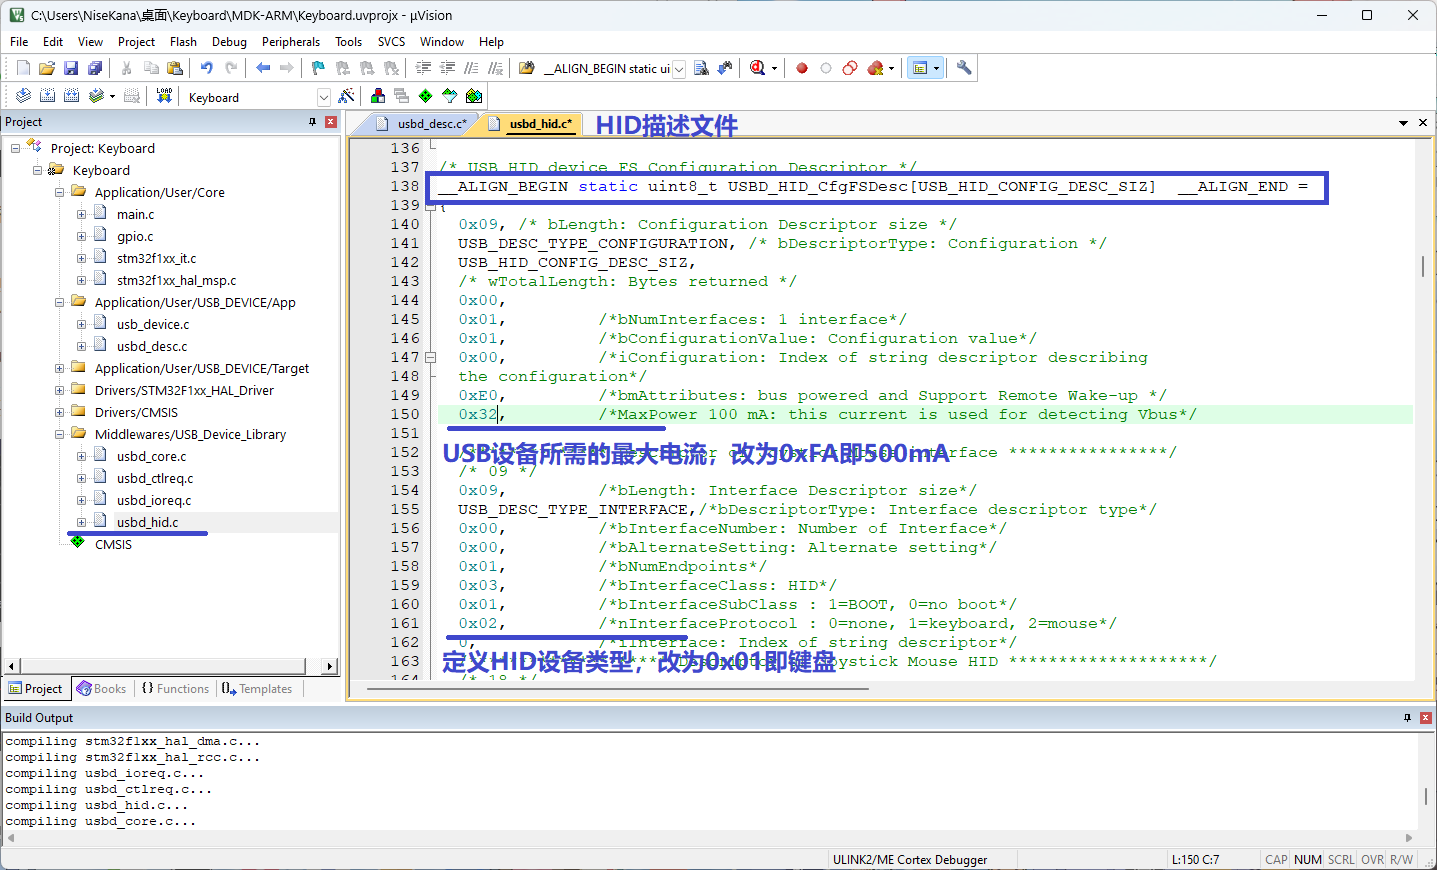 C:\Users\NiseKana\桌面\Keyboard\MDK-ARM\Keyboard.uvprojx - µVision
File Edit View Project Flash Debug Peripherals Tools SVCS Window Help
__ALIGN_BEGIN static ui
LOAD Keyboard
Project
Project: Keyboard
Keyboard
Application/User/Core
main.c
gpio.c
stm32f1xx_it.c
stm32f1xx_hal_msp.c
Application/User/USB_DEVICE/App
usb_device.c
usb_desc.c
Application/User/USB_DEVICE/Target
Drivers/STM32F1xx_HAL_Driver
Drivers/CMSIS
Middlewares/USB_Device_Library
usbd_core.c
usbd_ctlreq.c
usbd_ioreq.c
usbd_hid.c
CMSIS
Project Books {} Functions Templates
usbd_desc.c* usbd_hid.c* HID描述文件
136
137 /* USB HID device FS Configuration Descriptor */
138 __ALIGN_BEGIN static uint8_t USBD_HID_CfgFSDesc[USB_HID_CONFIG_DESC_SIZ] __ALIGN_END =
139 {
140 0x09, /* bLength: Configuration Descriptor size */
141 USB_DESC_TYPE_CONFIGURATION, /* bDescriptorType: Configuration */
142 USB_HID_CONFIG_DESC_SIZ,
143 /* wTotalLength: Bytes returned */
144 0x00,
145 0x01, /*bNumInterfaces: 1 interface*/
146 0x01, /*bConfigurationValue: Configuration value*/
147 0x00, /*iConfiguration: Index of string descriptor describing
148 the configuration*/
149 0xE0, /*bmAttributes: bus powered and Support Remote Wake-up */
150 0x32, /*MaxPower 100 mA: this current is used for detecting Vbus*/
151
USB设备所需的最大电流，改为0xFA即500mA
152 interface ****************/
153 /* 09 */
154 0x09, /*bLength: Interface Descriptor size*/
155 USB_DESC_TYPE_INTERFACE,/*bDescriptorType: Interface descriptor type*/
156 0x00, /*bInterfaceNumber: Number of Interface*/
157 0x00, /*bAlternateSetting: Alternate setting*/
158 0x01, /*bNumEndpoints*/
159 0x03, /*bInterfaceClass: HID*/
160 0x01, /*bInterfaceSubClass : 1=BOOT, 0=no boot*/
161 0x02, /*nInterfaceProtocol : 0=none, 1=keyboard, 2=mouse*/
162 0, /*iInterface: Index of string descriptor*/
定义HID设备类型，改为0x01即键盘
163 Joystick Mouse HID ********************/
164 /* 18 */
Build Output
compiling stm32f1xx_hal_dma.c...
compiling stm32f1xx_hal_rcc.c...
compiling usbd_ioreq.c...
compiling usbd_ctlreq.c...
compiling usbd_hid.c...
compiling usbd_core.c...
ULINK2/ME Cortex Debugger L:150 C:7 CAP NUM SCRL OVR R/W